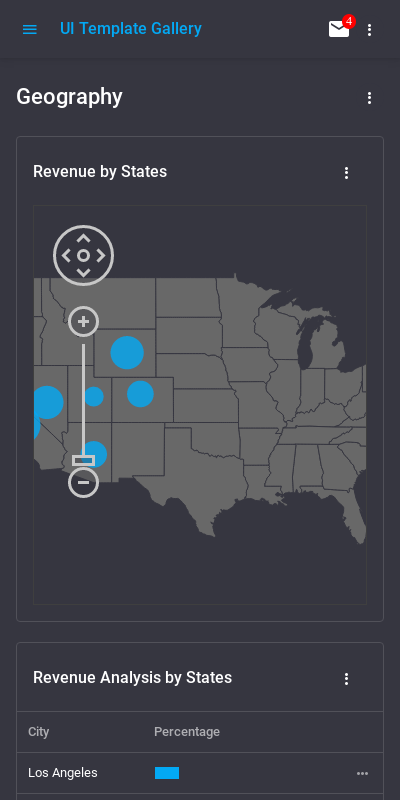 UI Template Gallery
4
Geography
Revenue by States
Revenue Analysis by States
City Percentage
Los Angeles